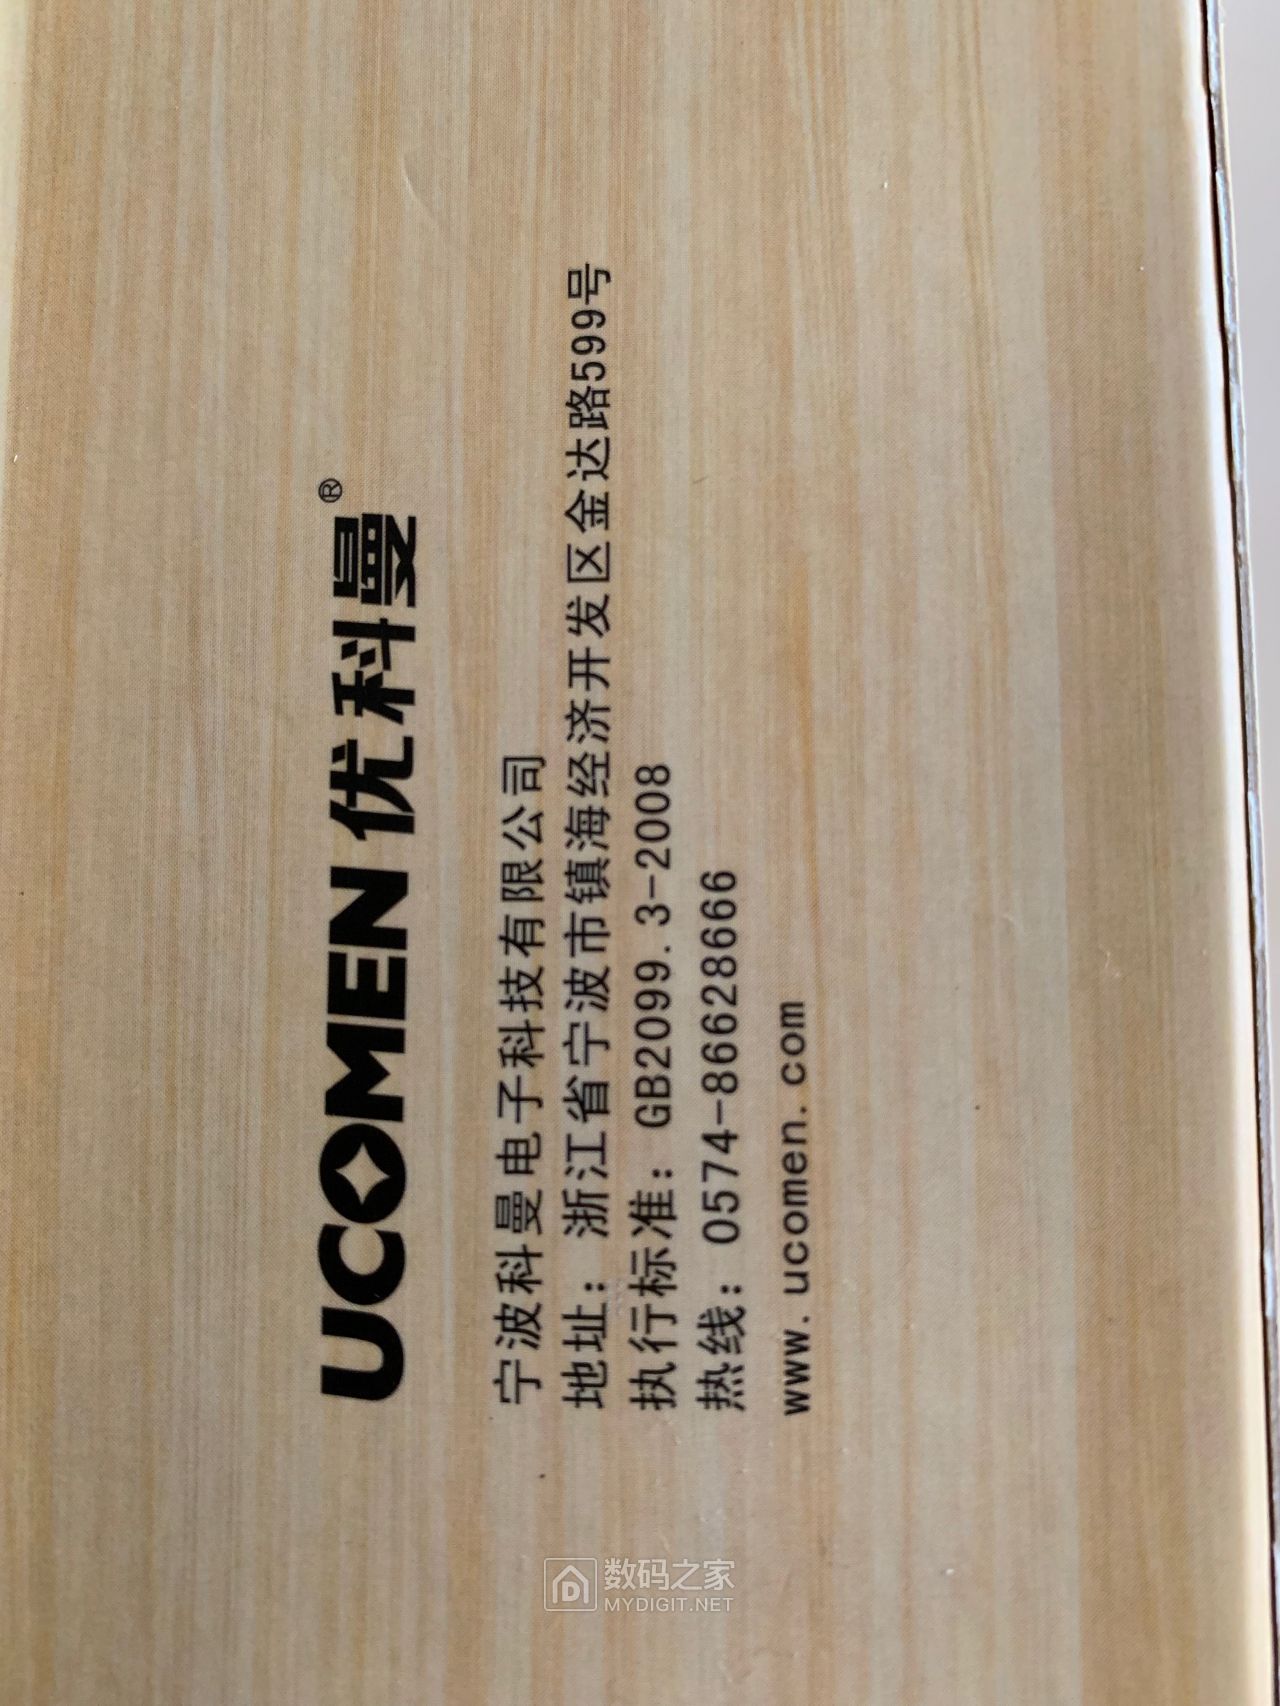 UCOMEN 优科曼®
宁波科曼电子科技有限公司
地址：浙江省宁波市镇海经济开发区金达路599号
执行标准：GB2099.3-2008
热线：0574-86628666
www.ucomen.com
数码之家
MYDIGIT.NET